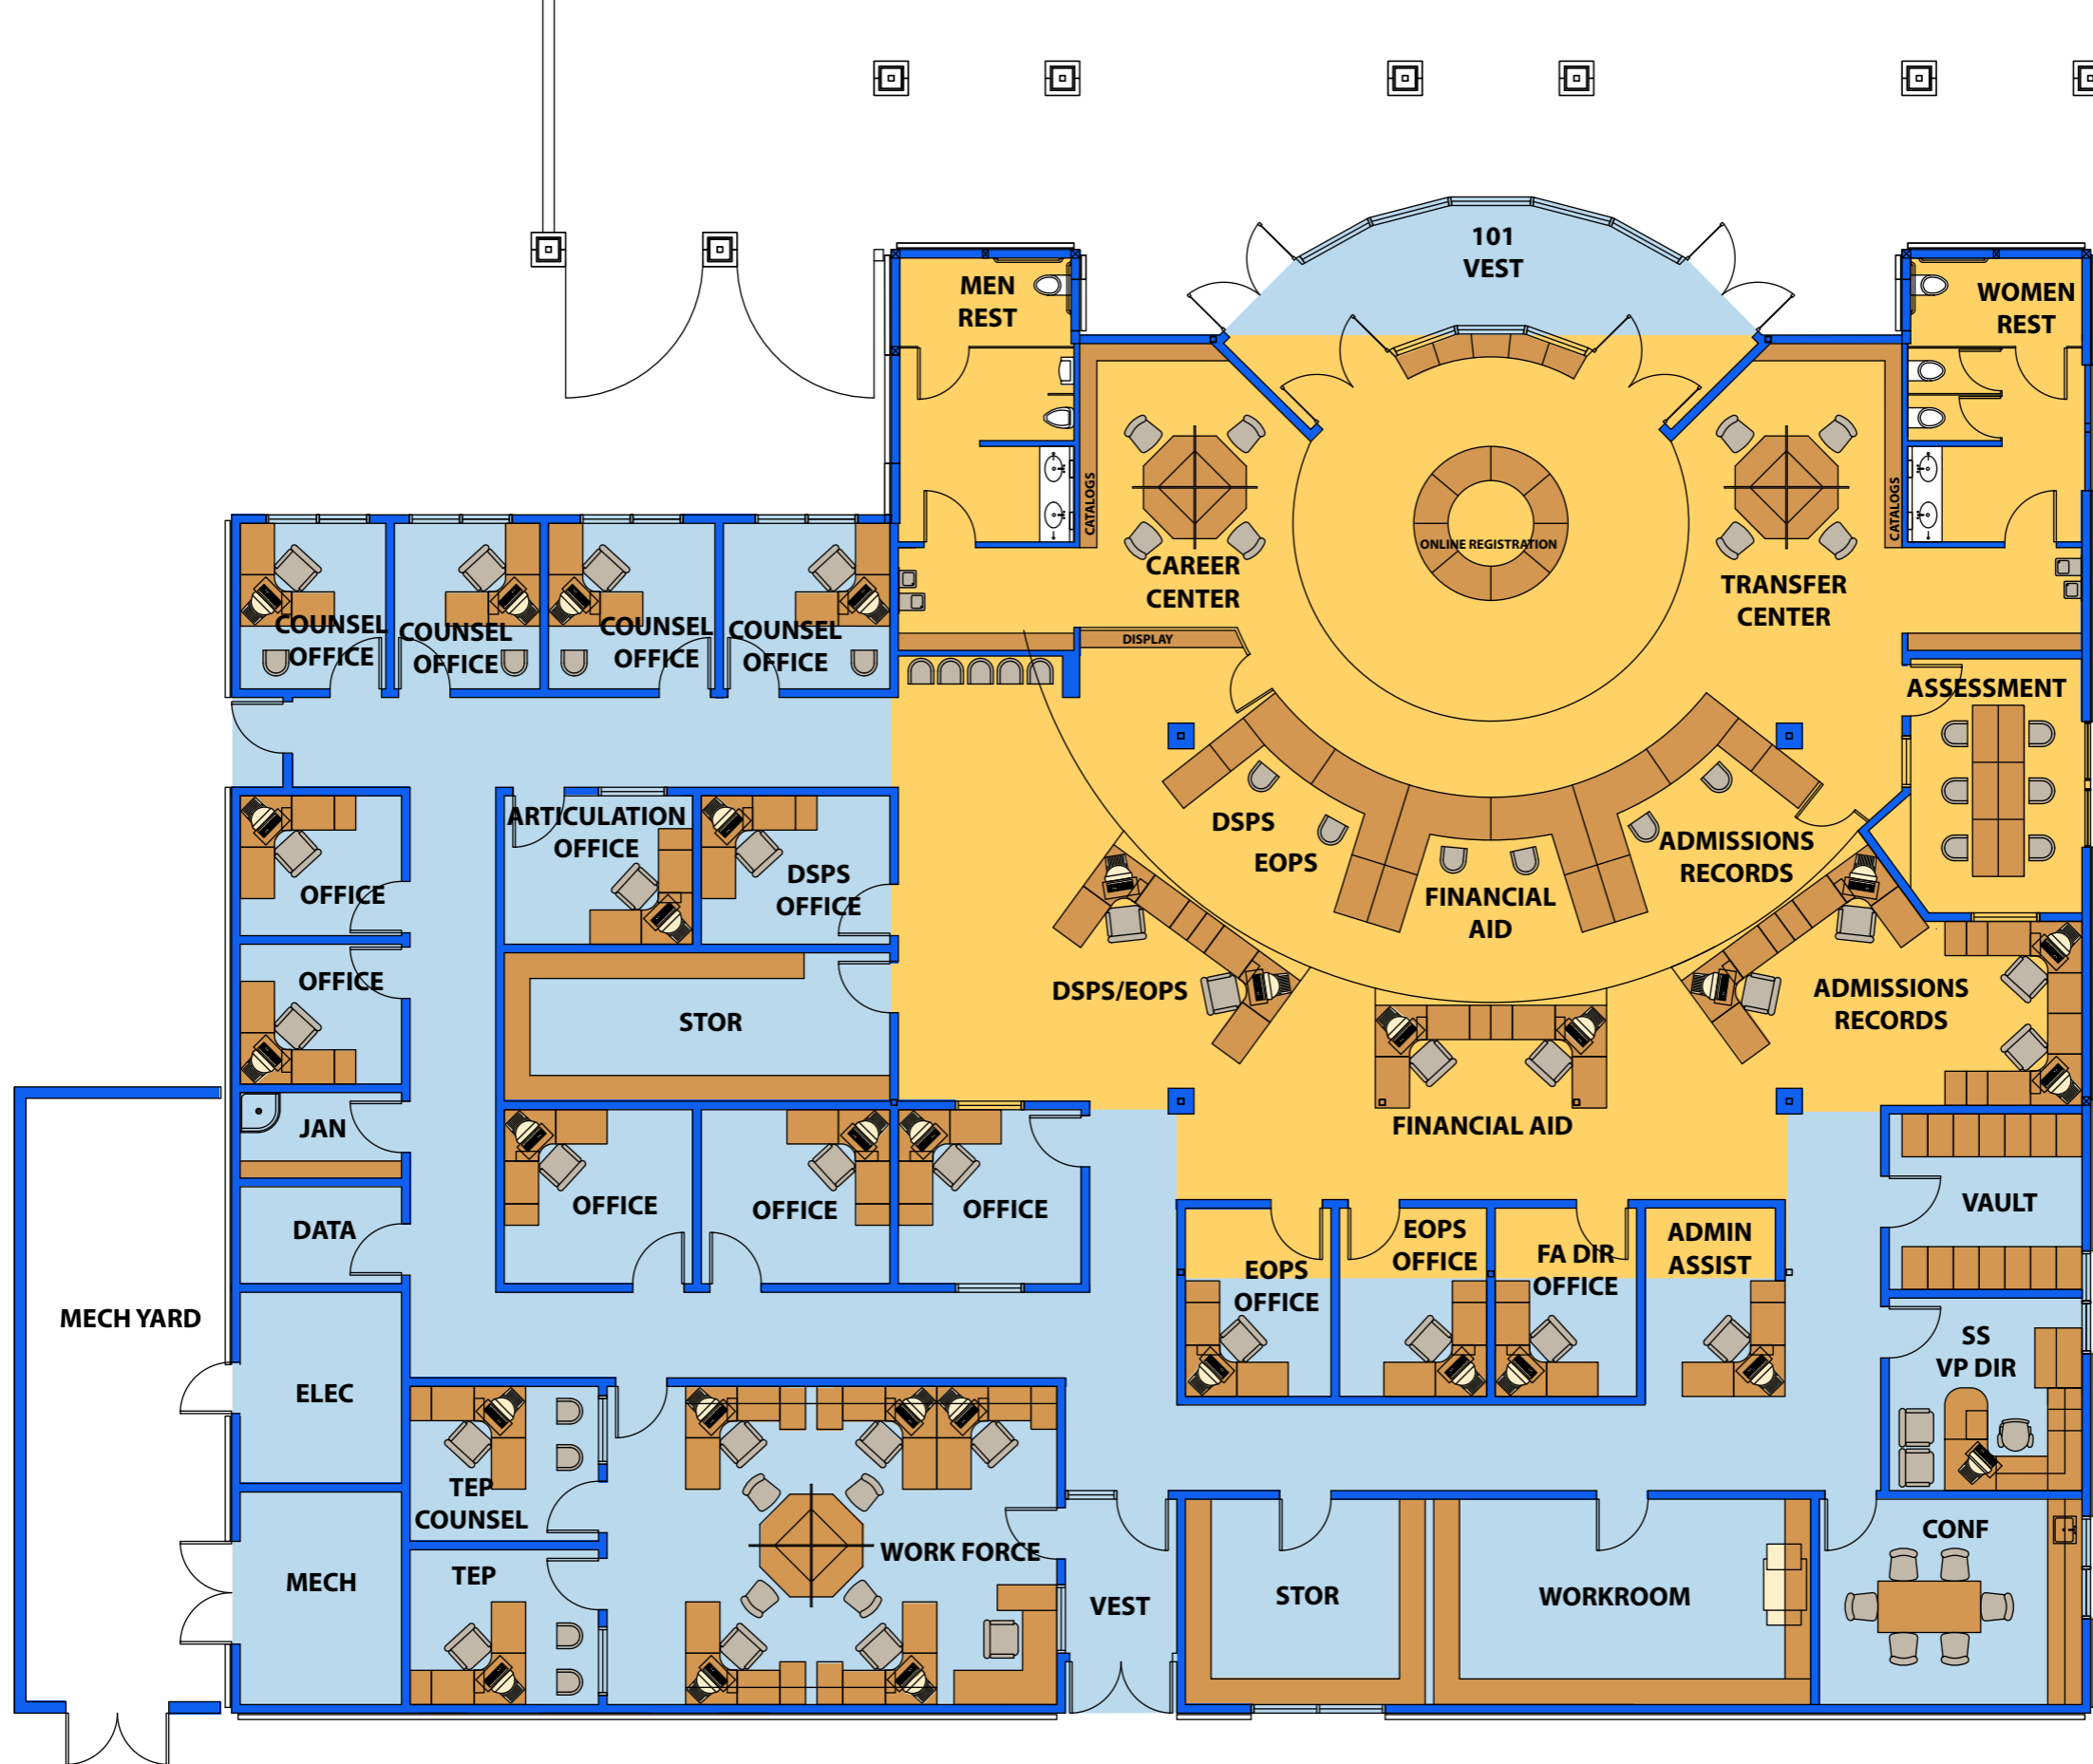 101
VEST
MEN
REST
WOMEN
REST
CATALOGS
CATALOGS
ONLINE REGISTRATION
CAREER
CENTER
TRANSFER
CENTER
COUNSEL
OFFICE
COUNSEL
OFFICE
COUNSEL
OFFICE
COUNSEL
OFFICE
DISPLAY
ASSESSMENT
ARTICULATION
OFFICE
DSPS
OFFICE
OFFICE
DSPS
EOPS
FINANCIAL
AID
ADMISSIONS
RECORDS
OFFICE
STOR
DSPS/EOPS
ADMISSIONS
RECORDS
JAN
FINANCIAL AID
DATA
OFFICE
OFFICE
OFFICE
VAULT
EOPS
OFFICE
EOPS
OFFICE
FA DIR
OFFICE
ADMIN
ASSIST
MECH YARD
SS
VP DIR
ELEC
TEP
COUNSEL
WORK FORCE
CONF
MECH
TEP
VEST
STOR
WORKROOM